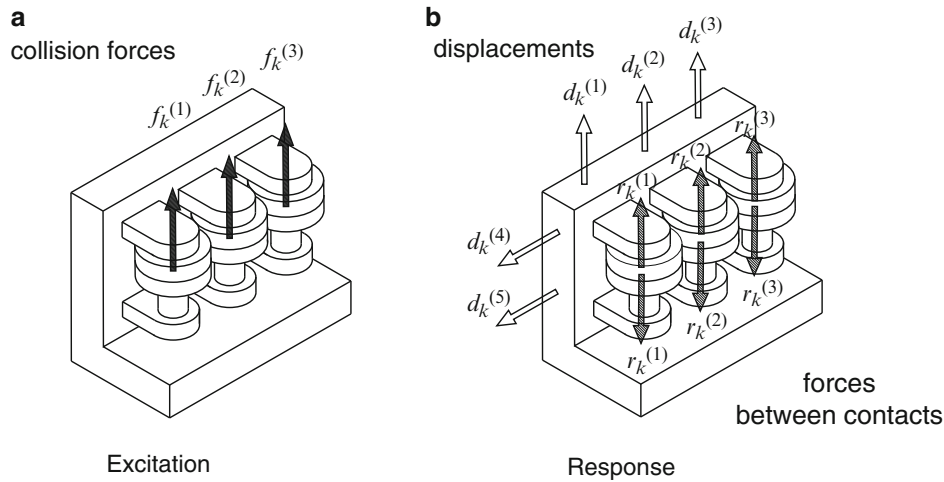 a
collision forces
f_k^(1)
f_k^(2)
f_k^(3)
Excitation
b
displacements
d_k^(1)
d_k^(2)
d_k^(3)
r_k^(1)
r_k^(2)
r_k^(3)
d_k^(4)
d_k^(5)
r_k^(1)
r_k^(2)
r_k^(3)
forces
between contacts
Response